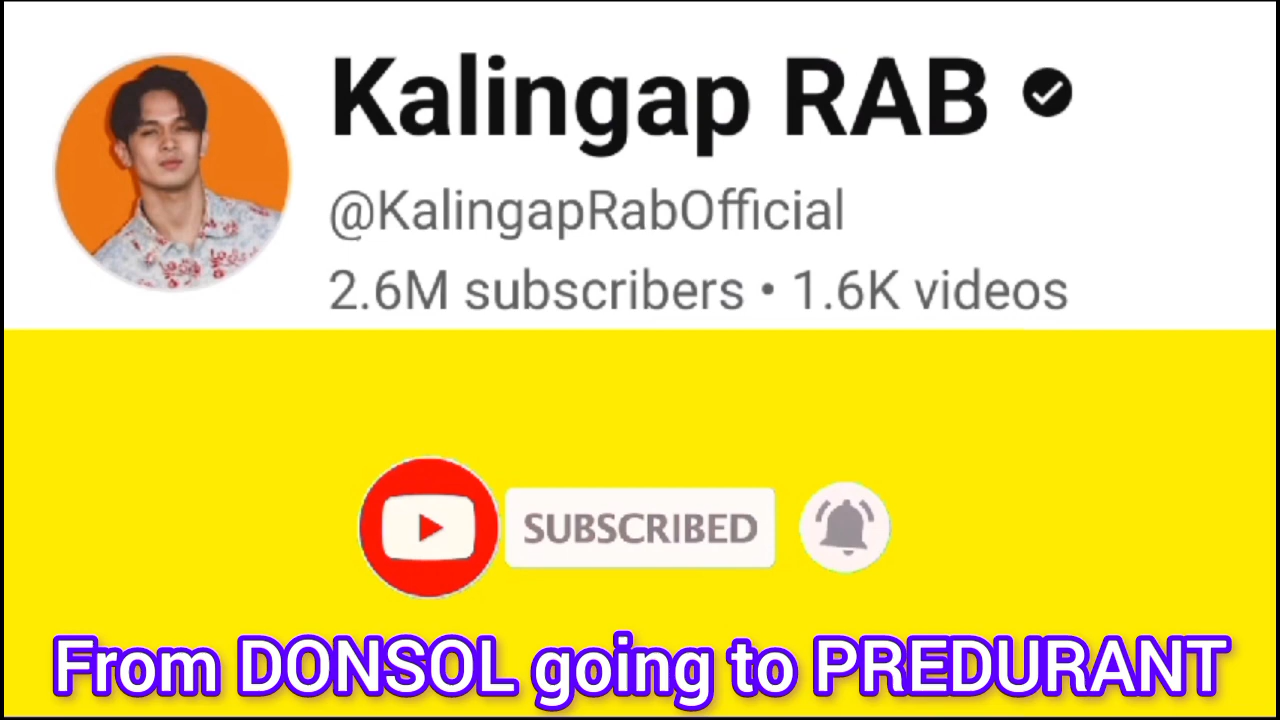 Kalingap RAB
@KalingapRabOfficial
2.6M subscribers • 1.6K videos
SUBSCRIBED
From DONSOL going to PREDURANT